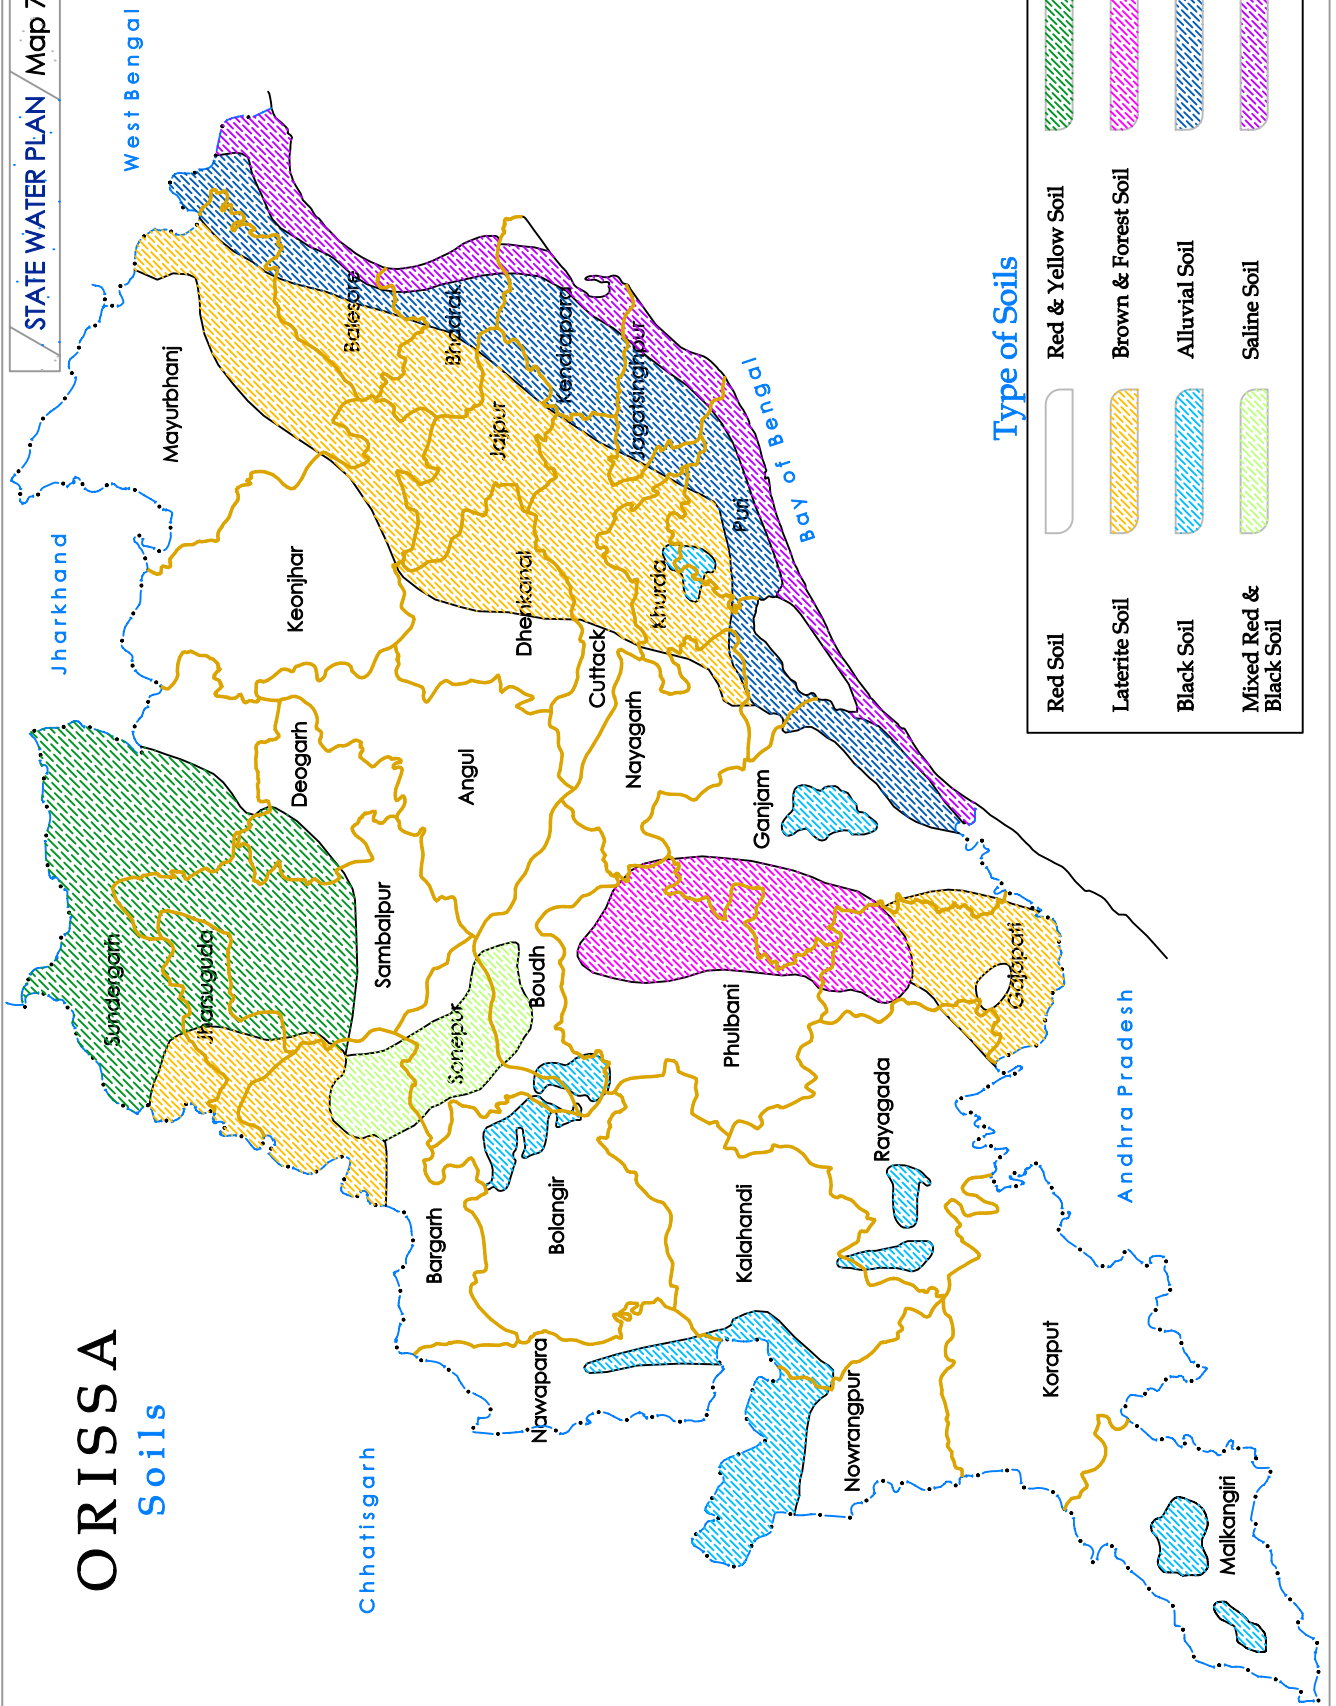 STATE WATER PLAN
Map 7
ORISSA
Soils
Jharkhand
West Bengal
Chhatisgarh
Andhra Pradesh
Bay of Bengal
Sundergarh
Jharsuguda
Mayurbhanj
Keonjhar
Deogarh
Sambalpur
Balesore
Bhadrak
Angul
Dhenkanal
Jajpur
Kendrapara
Bargarh
Sonepur
Boudh
Cuttack
Jagatsinghpur
Nayagarh
Khurda
Puri
Bolangir
Nawapara
Phulbani
Ganjam
Kalahandi
Nowrangpur
Rayagada
Gajapati
Koraput
Malkangiri
Type of Soils
Red Soil
Red & Yellow Soil
Laterite Soil
Brown & Forest Soil
Black Soil
Alluvial Soil
Mixed Red &
Black Soil
Saline Soil